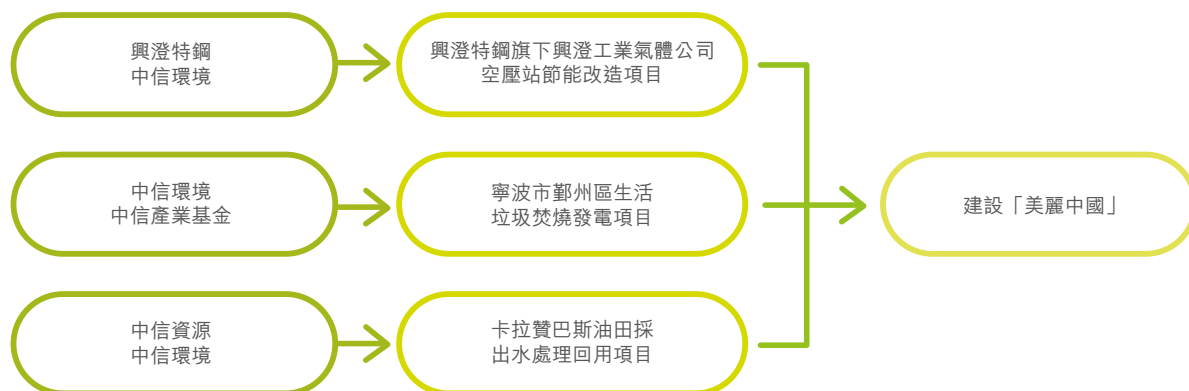 興澄特鋼
中信環境
興澄特鋼旗下興澄工業氣體公司
空壓站節能改造項目
中信環境
中信產業基金
寧波市鄞州區生活
垃圾焚燒發電項目
建設「美麗中國」
中信資源
中信環境
卡拉贊巴斯油田採
出水處理回用項目